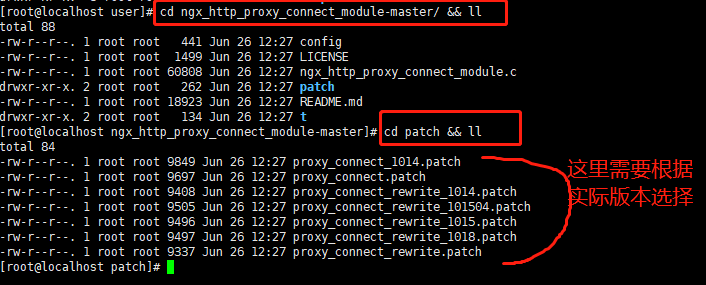 drwxr-xr-x. 2 root root
[root@localhost user]# cd ngx_http_proxy_connect_module-master/ && ll
total 88
-rw-r--r--. 1 root root 441 Jun 26 12:27 config
-rw-r--r--. 1 root root 1499 Jun 26 12:27 LICENSE
-rw-r--r--. 1 root root 60808 Jun 26 12:27 ngx_http_proxy_connect_module.c
drwxr-xr-x. 2 root root 262 Jun 26 12:27 patch
-rw-r--r--. 1 root root 18923 Jun 26 12:27 README.md
drwxr-xr-x. 2 root root 134 Jun 26 12:27 t
[root@localhost ngx_http_proxy_connect_module-master]# cd patch && ll
total 84
-rw-r--r--. 1 root root 9849 Jun 26 12:27 proxy_connect_1014.patch
-rw-r--r--. 1 root root 9697 Jun 26 12:27 proxy_connect.patch
-rw-r--r--. 1 root root 9408 Jun 26 12:27 proxy_connect_rewrite_1014.patch
-rw-r--r--. 1 root root 9505 Jun 26 12:27 proxy_connect_rewrite_101504.patch
-rw-r--r--. 1 root root 9496 Jun 26 12:27 proxy_connect_rewrite_1015.patch
-rw-r--r--. 1 root root 9497 Jun 26 12:27 proxy_connect_rewrite_1018.patch
-rw-r--r--. 1 root root 9337 Jun 26 12:27 proxy_connect_rewrite.patch
[root@localhost patch]#
这里需要根据
实际版本选择